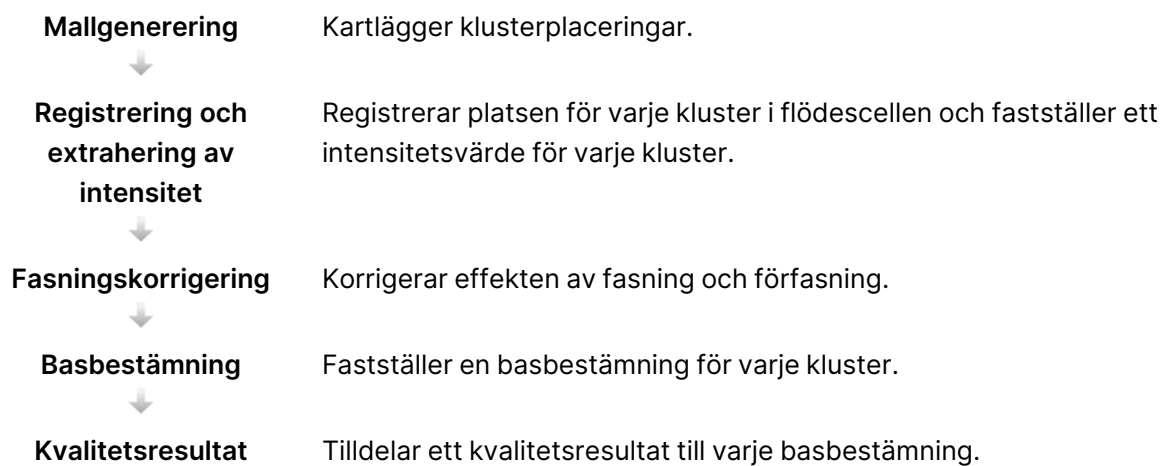 Mallgenerering Kartlägger klusterplaceringar.
Registrering och Registrerar platsen för varje kluster i flödescellen och fastställer ett
extrahering av intensitetsvärde för varje kluster.
intensitet
Fasningskorrigering Korrigerar effekten av fasning och förfasning.
Basbestämning Fastställer en basbestämning för varje kluster.
Kvalitetsresultat Tilldelar ett kvalitetsresultat till varje basbestämning.